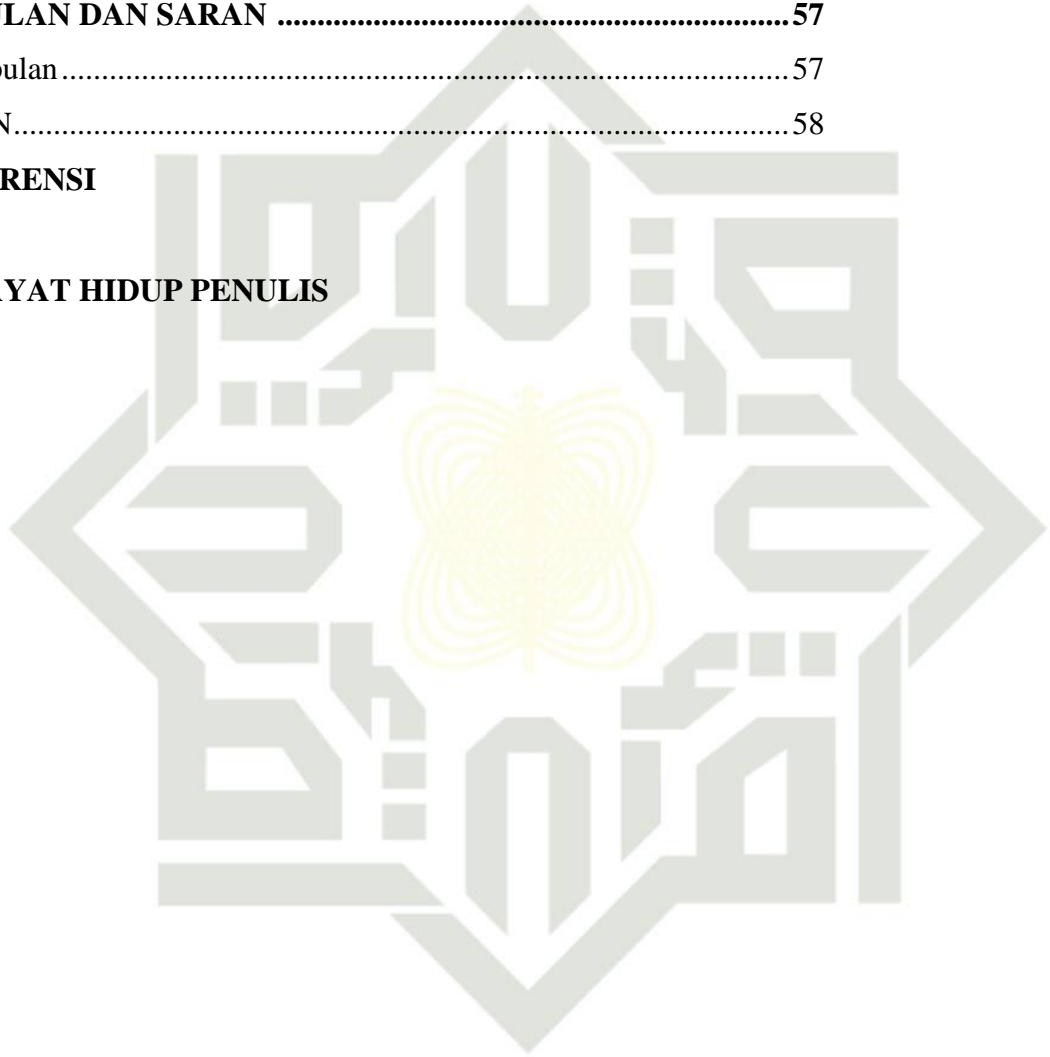 ULAN DAN SARAN ................................................................57
pulan...........................................................................................57
N.................................................................................................58
RENSI
AYAT HIDUP PENULIS